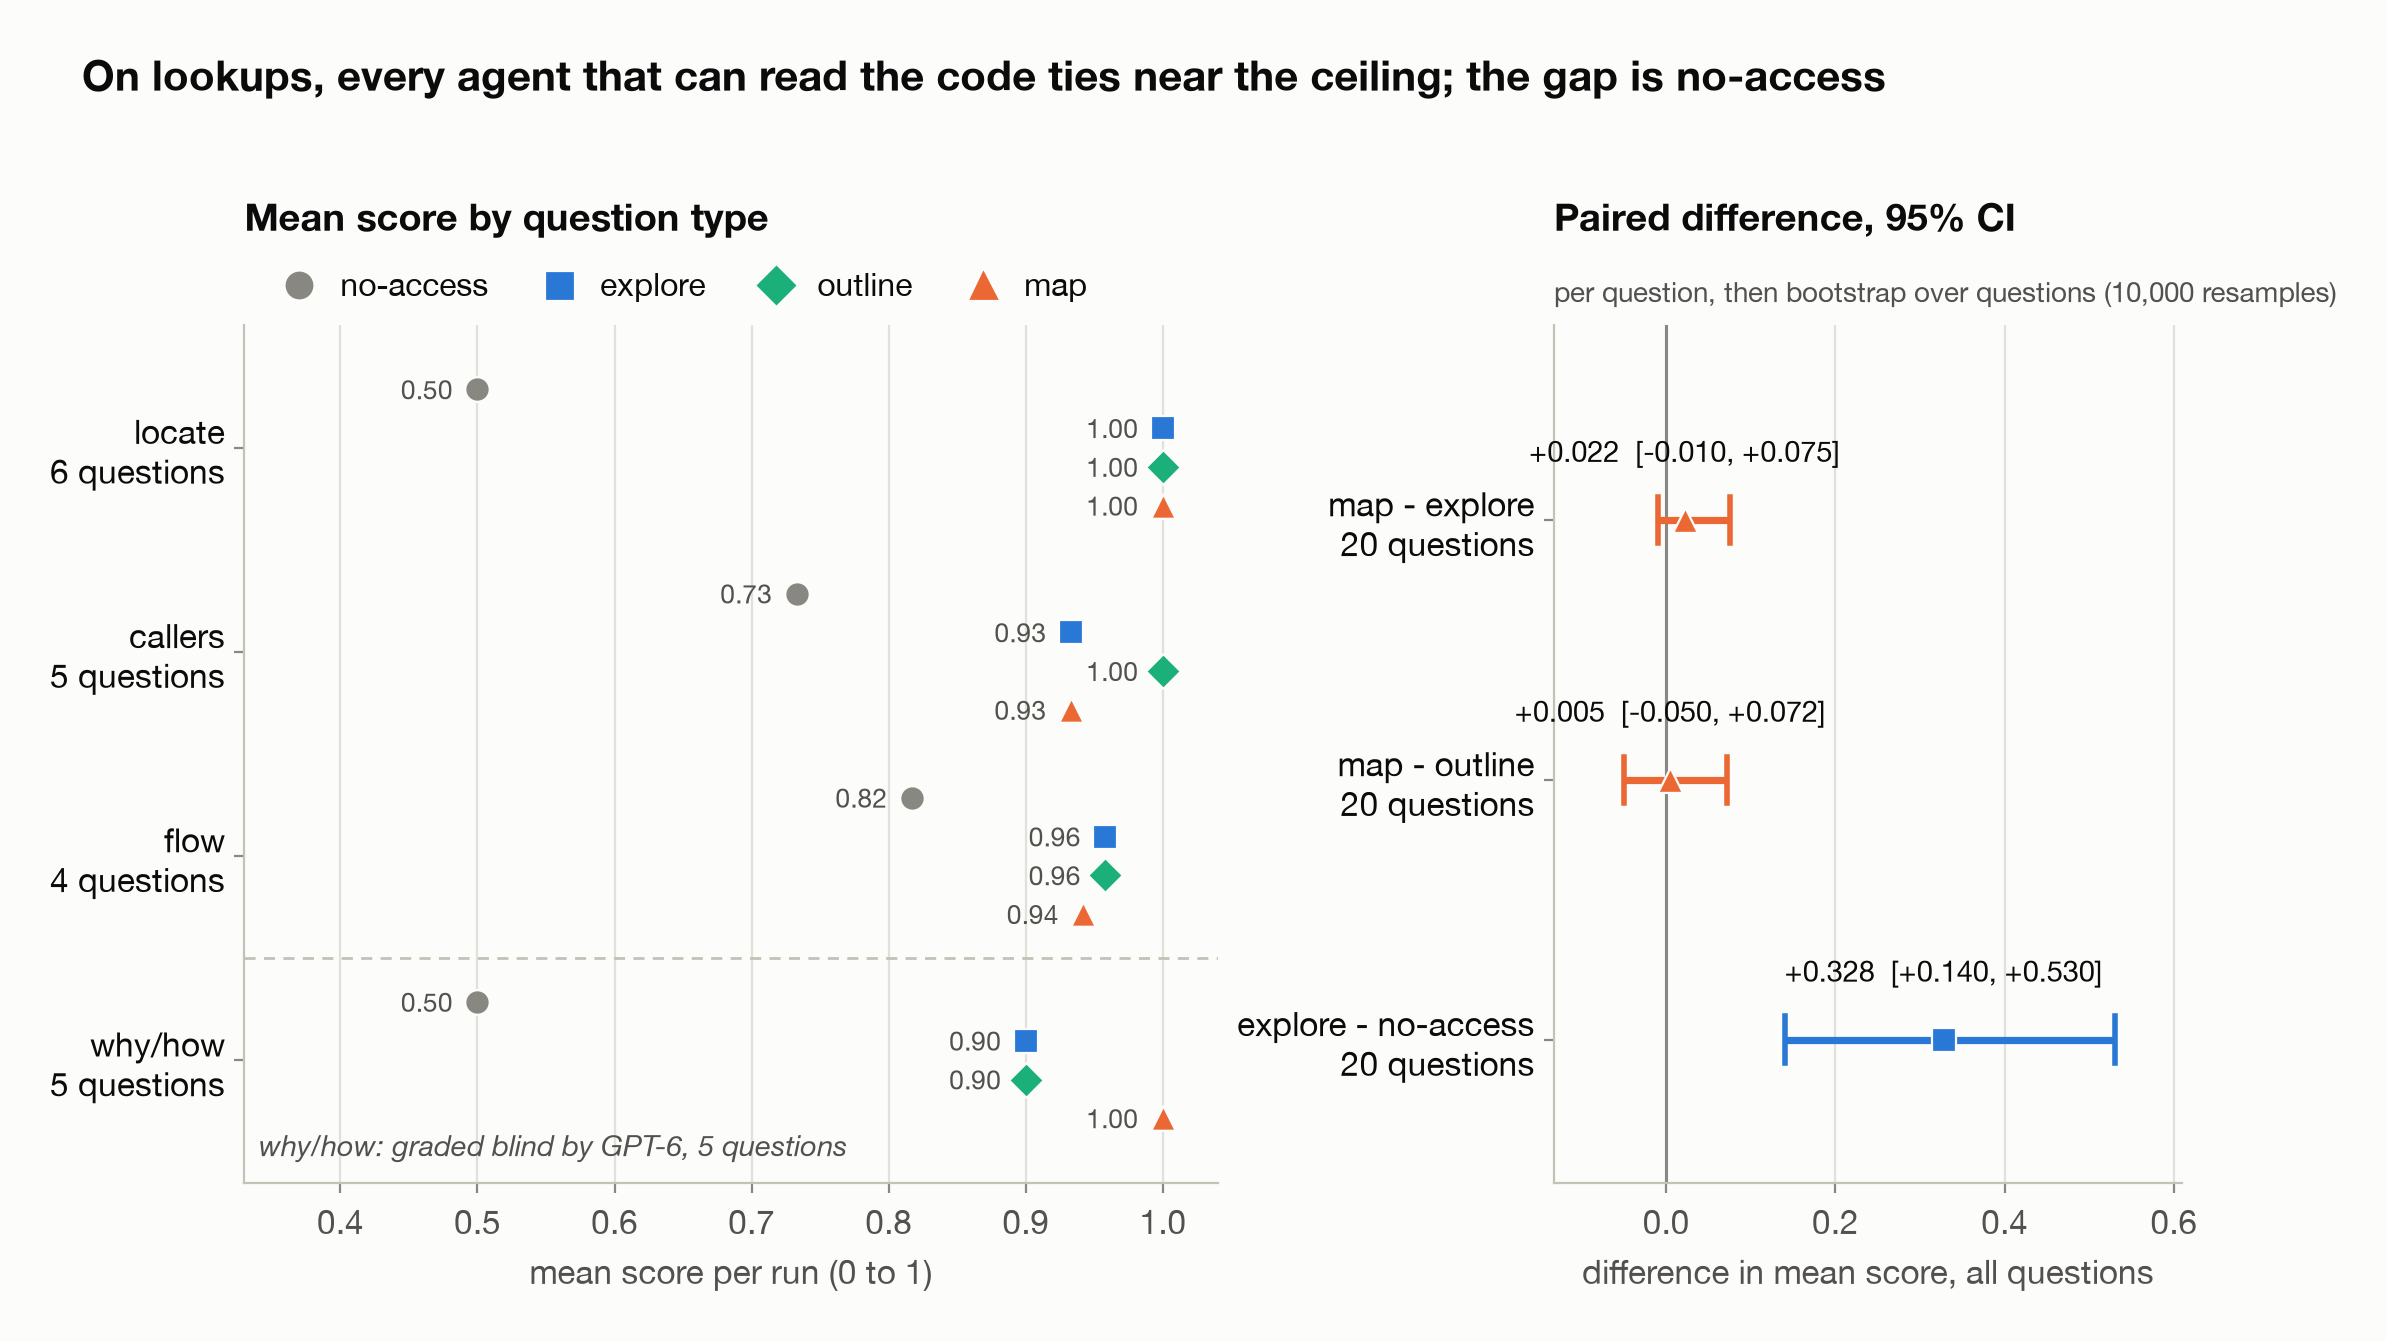 On lookups, every agent that can read the code ties near the ceiling; the gap is no-access
Mean score by question type
no-access explore outline map
0.50
locate
6 questions
1.00
1.00
1.00
0.73
callers
5 questions
0.93
1.00
0.93
0.82
flow
4 questions
0.96
0.96
0.94
0.50
why/how
5 questions
0.90
0.90
1.00
why/how: graded blind by GPT-6, 5 questions
0.4 0.5 0.6 0.7 0.8 0.9 1.0
mean score per run (0 to 1)
Paired difference, 95% CI
per question, then bootstrap over questions (10,000 resamples)
+0.022 [-0.010, +0.075]
map - explore
20 questions
+0.005 [-0.050, +0.072]
map - outline
20 questions
+0.328 [+0.140, +0.530]
explore - no-access
20 questions
0.0 0.2 0.4 0.6
difference in mean score, all questions